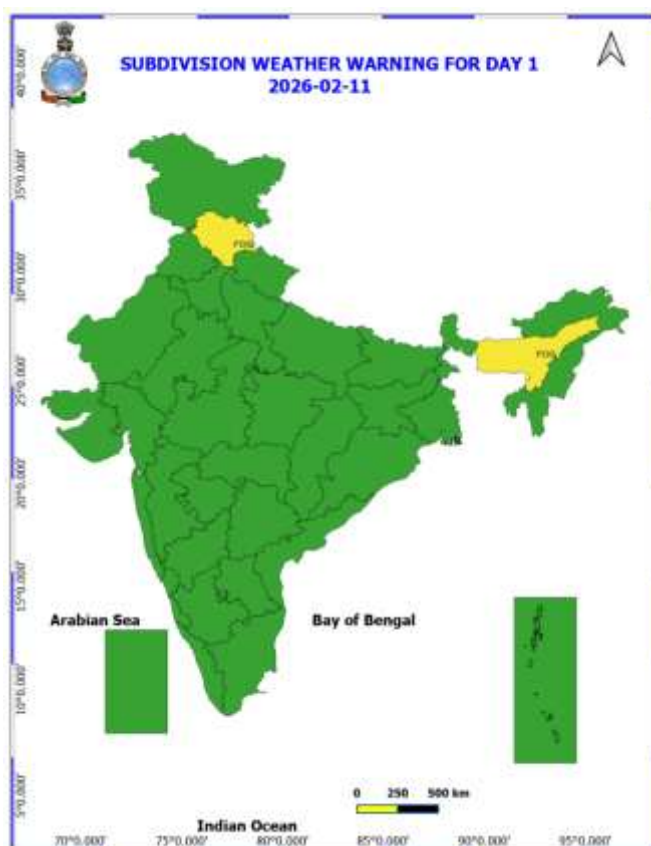 SUBDIVISION WEATHER WARNING FOR DAY 1
2026-02-11
40°0.000'
35°0.000'
30°0.000'
25°0.000'
20°0.000'
15°0.000'
10°0.000'
5°0.000'
FOG
FOG
Arabian Sea
Bay of Bengal
0 250 500 km
Indian Ocean
70°0.000' 75°0.000' 80°0.000' 85°0.000' 90°0.000' 95°0.000'